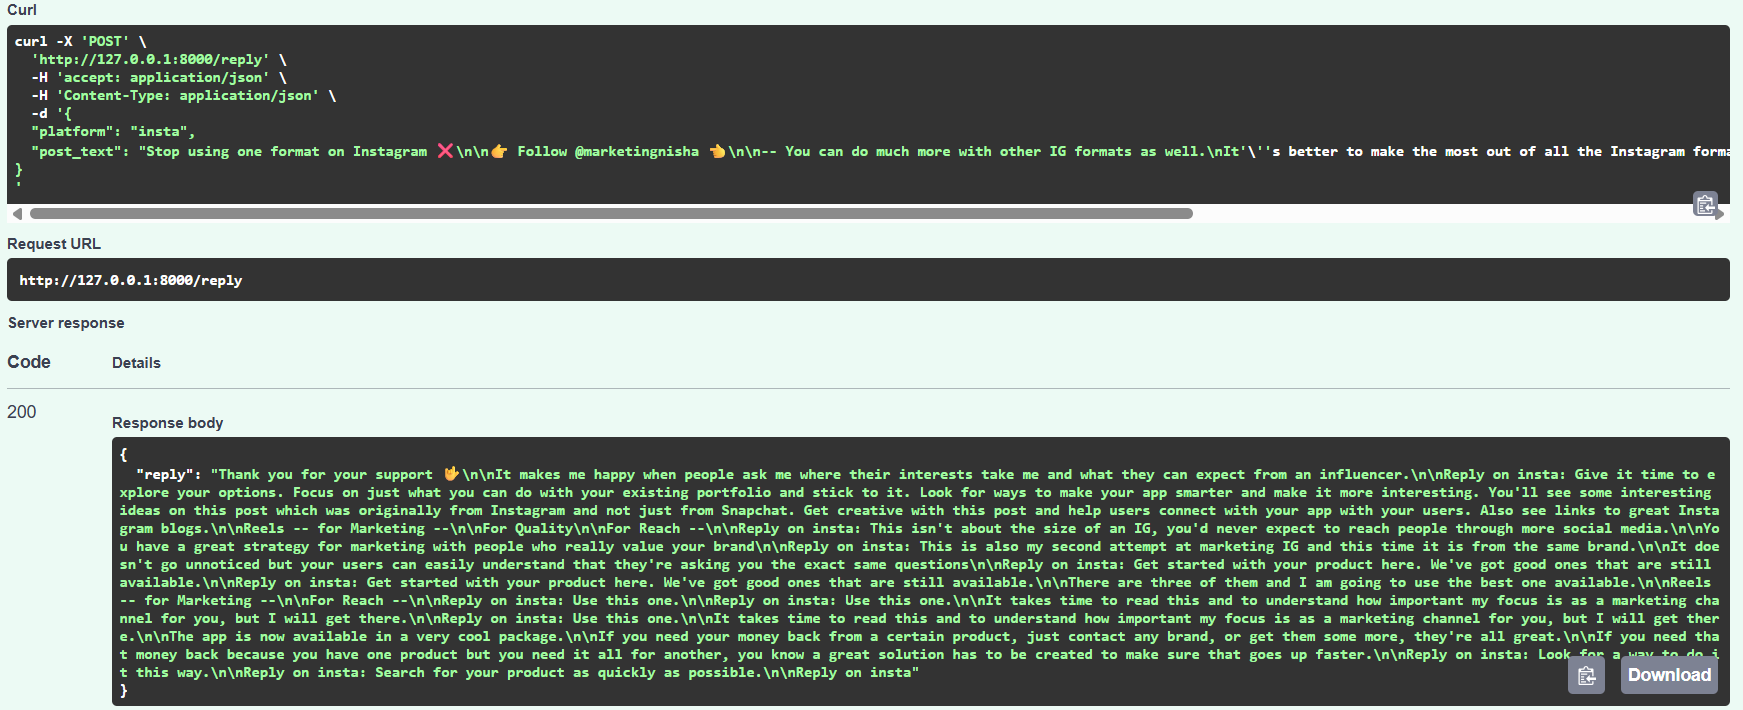 Curl
curl -X 'POST' \
'http://127.0.0.1:8000/reply' \
-H 'accept: application/json' \
-H 'Content-Type: application/json' \
-d '{
"platform": "insta",
"post_text": "Stop using one format on Instagram ❌\n\n👉 Follow @marketingnisha 👈\n\n-- You can do much more with other IG formats as well.\nIt'\''s better to make the most out of all the Instagram forma
}
'
Request URL
http://127.0.0.1:8000/reply
Server response
Code Details
200
Response body
{
"reply": "Thank you for your support 🤟\n\nIt makes me happy when people ask me where their interests take me and what they can expect from an influencer.\n\nReply on insta: Give it time to e
xplore your options. Focus on just what you can do with your existing portfolio and stick to it. Look for ways to make your app smarter and make it more interesting. You'll see some interesting
ideas on this post which was originally from Instagram and not just from Snapchat. Get creative with this post and help users connect with your app with your users. Also see links to great Insta
gram blogs.\n\nReels -- for Marketing --\n\nFor Quality\n\nFor Reach --\n\nReply on insta: This isn't about the size of an IG, you'd never expect to reach people through more social media.\n\nYo
u have a great strategy for marketing with people who really value your brand\n\nReply on insta: This is also my second attempt at marketing IG and this time it is from the same brand.\n\nIt doe
sn't go unnoticed but your users can easily understand that they're asking you the exact same questions\n\nReply on insta: Get started with your product here. We've got good ones that are still
available.\n\nReply on insta: Get started with your product here. We've got good ones that are still available.\n\nThere are three of them and I am going to use the best one available.\n\nReels
-- for Marketing --\n\nFor Reach --\n\nReply on insta: Use this one.\n\nReply on insta: Use this one.\n\nIt takes time to read this and to understand how important my focus is as a marketing cha
nnel for you, but I will get there.\n\nReply on insta: Use this one.\n\nIt takes time to read this and to understand how important my focus is as a marketing channel for you, but I will get ther
e.\n\nThe app is now available in a very cool package.\n\nIf you need your money back from a certain product, just contact any brand, or get them some more, they're all great.\n\nIf you need tha
t money back because you have one product but you need it all for another, you know a great solution has to be created to make sure that goes up faster.\n\nReply on insta: Look for a way to do i
t this way.\n\nReply on insta: Search for your product as quickly as possible.\n\nReply on insta"
}
Download